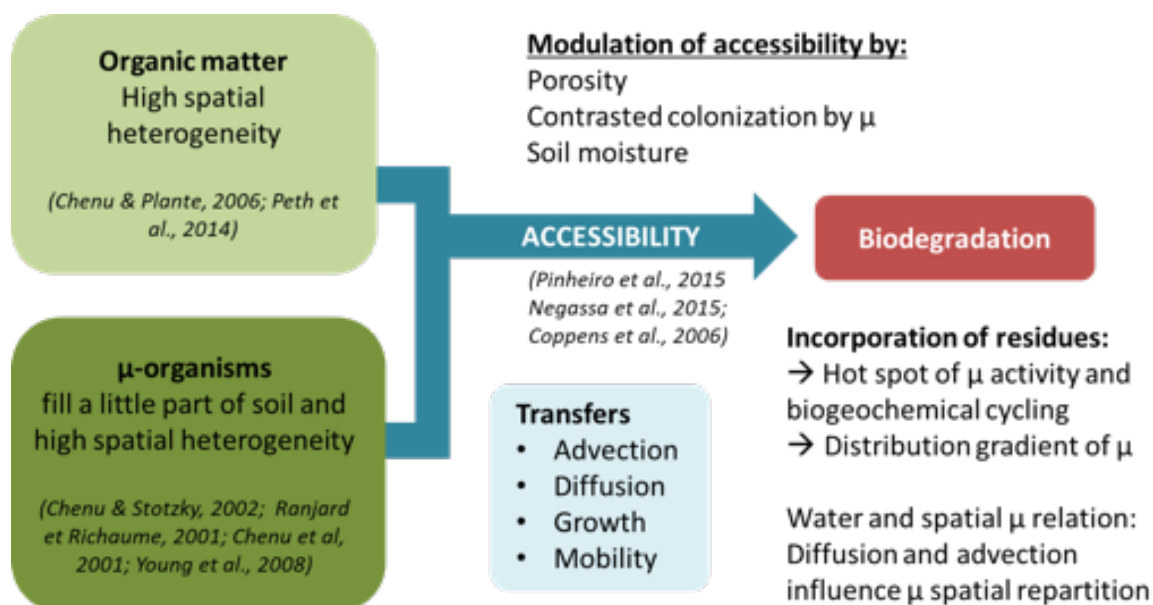 Organic matter
High spatial
heterogeneity
(Chenu & Plante, 2006; Peth et
al., 2014)
µ-organisms
fill a little part of soil and
high spatial heterogeneity
(Chenu & Stotzky, 2002; Ranjard
et Richaume, 2001; Chenu et al,
2001; Young et al., 2008)
Modulation of accessibility by:
Porosity
Contrasted colonization by µ
Soil moisture
ACCESSIBILITY
(Pinheiro et al., 2015
Negassa et al., 2015;
Coppens et al., 2006)
Transfers
• Advection
• Diffusion
• Growth
• Mobility
Biodegradation
Incorporation of residues:
→ Hot spot of µ activity and
biogeochemical cycling
→ Distribution gradient of µ
Water and spatial µ relation:
Diffusion and advection
influence µ spatial repartition